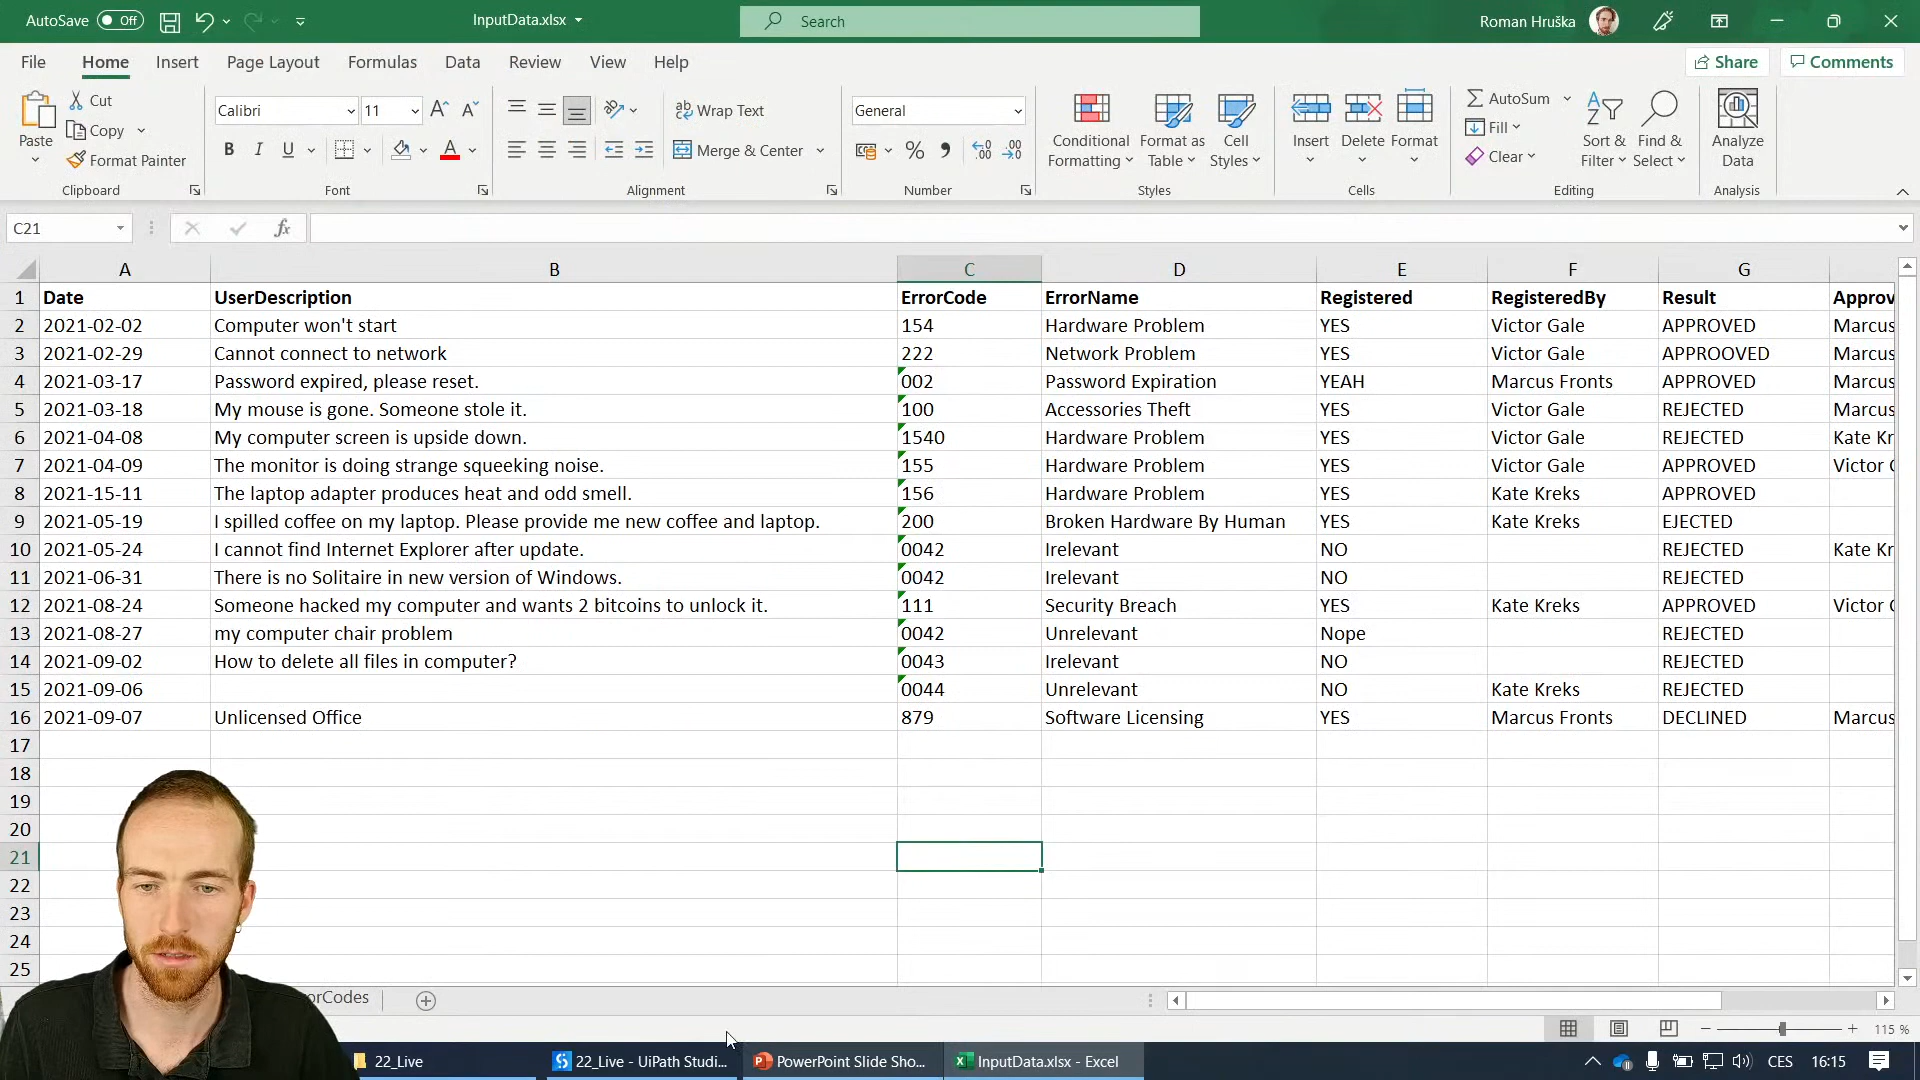 AutoSave Off InputData.xlsx Search Roman Hruška
File Home Insert Page Layout Formulas Data Review View Help Share Comments
Paste Cut Copy Format Painter Clipboard
Calibri 11 B I U A Font
ab Wrap Text Merge & Center Alignment
General % Number
Conditional Formatting Format as Table Cell Styles Styles
Insert Delete Format Cells
AutoSum Fill Clear Sort & Filter Find & Select Editing
Analyze Data Analysis
C21 fx
A B C D E F G
1 Date UserDescription ErrorCode ErrorName Registered RegisteredBy Result Approv
2 2021-02-02 Computer won't start 154 Hardware Problem YES Victor Gale APPROVED Marcus
3 2021-02-29 Cannot connect to network 222 Network Problem YES Victor Gale APPROOVED Marcus
4 2021-03-17 Password expired, please reset. 002 Password Expiration YEAH Marcus Fronts APPROVED Marcus
5 2021-03-18 My mouse is gone. Someone stole it. 100 Accessories Theft YES Victor Gale REJECTED Marcus
6 2021-04-08 My computer screen is upside down. 1540 Hardware Problem YES Victor Gale REJECTED Kate Kr
7 2021-04-09 The monitor is doing strange squeeking noise. 155 Hardware Problem YES Victor Gale APPROVED Victor
8 2021-15-11 The laptop adapter produces heat and odd smell. 156 Hardware Problem YES Kate Kreks APPROVED
9 2021-05-19 I spilled coffee on my laptop. Please provide me new coffee and laptop. 200 Broken Hardware By Human YES Kate Kreks EJECTED
10 2021-05-24 I cannot find Internet Explorer after update. 0042 Irelevant NO REJECTED Kate Kr
11 2021-06-31 There is no Solitaire in new version of Windows. 0042 Irelevant NO REJECTED
12 2021-08-24 Someone hacked my computer and wants 2 bitcoins to unlock it. 111 Security Breach YES Kate Kreks APPROVED Victor
13 2021-08-27 my computer chair problem 0042 Unrelevant Nope REJECTED
14 2021-09-02 How to delete all files in computer? 0043 Irelevant NO REJECTED
15 2021-09-06 0044 Unrelevant NO Kate Kreks REJECTED
16 2021-09-07 Unlicensed Office 879 Software Licensing YES Marcus Fronts DECLINED Marcus
17
18
19
20
21
22
23
24
25
orCodes
115 %
22_Live 22_Live - UiPath Studi... PowerPoint Slide Sho... InputData.xlsx - Excel CES 16:15